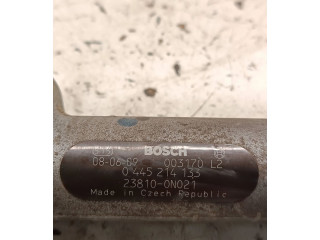 BOSCH
08-06-09 003170 L2
0 445 214 133
23810-0N021
Made in Czech Republic